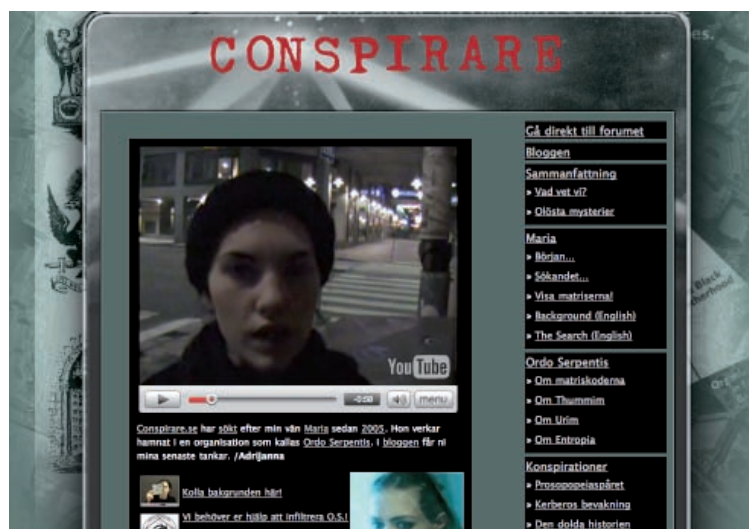 es.
CONSPIRARE
Gå direkt till forumet
Bloggen
Sammanfattning
» Vad vet vi?
» Olösta mysterier
Maria
» Början...
» Sökandet...
» Visa matriserna!
» Background (English)
» The Search (English)
Black
Ordo Serpentis
» Om matriskoderna
» Om Thummim
» Om Urim
» Om Entropia
Konspirationer
» Prosopopeiaspåret
» Kerberos bevakning
» Den dolda historien
You Tube
-0:50
menu
Conspirare.se har sökt efter min vän Maria sedan 2005. Hon verkar
hamnat i en organisation som kallas Ordo Serpentis. I bloggen får ni
mina senaste tankar. /Adrijanna
Kolla bakgrunden här!
Vi behöver er hjälp att infiltrera O.S.!